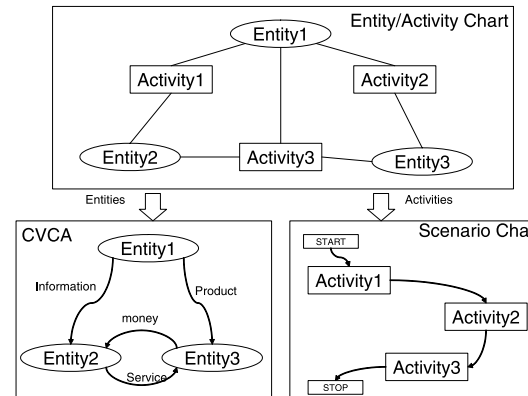 Entity/Activity Chart
Entity1
Activity1
Activity2
Entity2
Activity3
Entity3
Entities
Activities
CVCA
Entity1
Information
Product
money
Entity2
Entity3
Service
Scenario Cha
START
Activity1
Activity2
Activity3
STOP